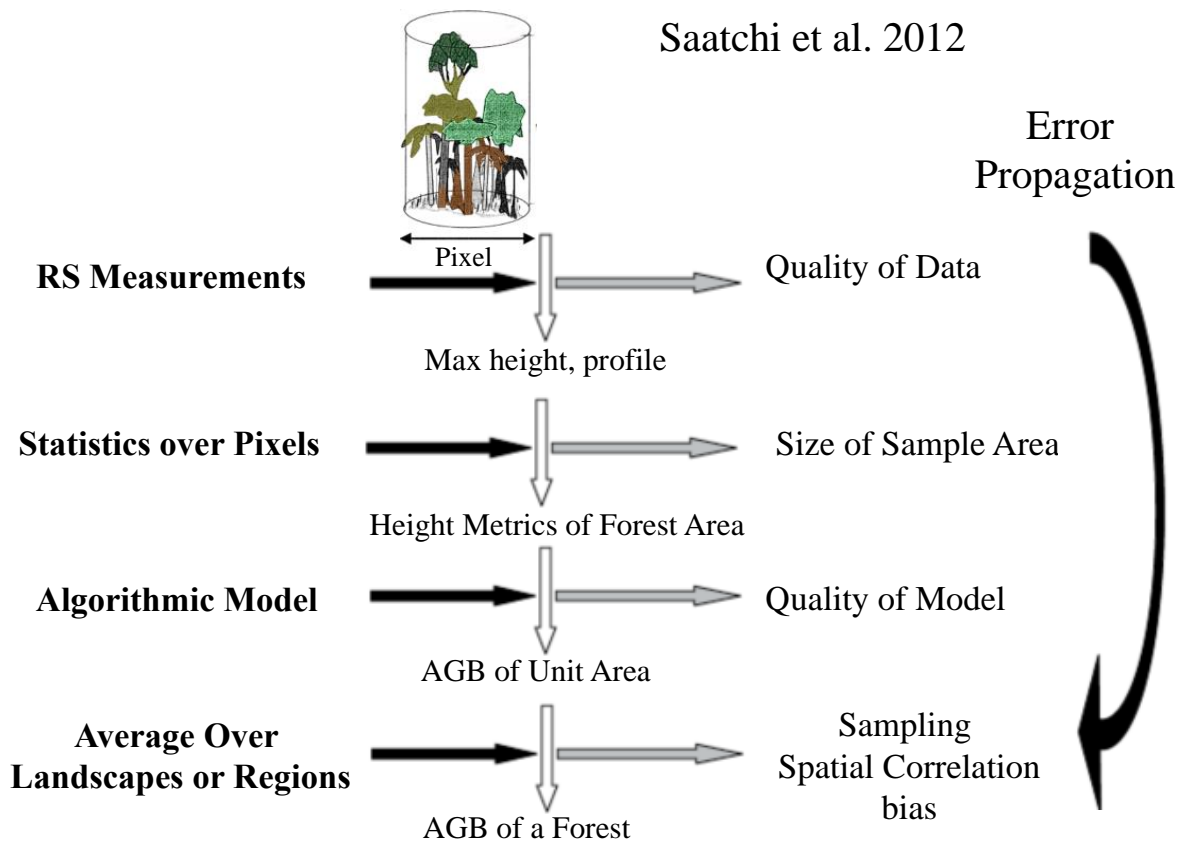 Saatchi et al. 2012
Error
Propagation
Pixel
RS Measurements
Quality of Data
Max height, profile
Statistics over Pixels
Size of Sample Area
Height Metrics of Forest Area
Algorithmic Model
Quality of Model
AGB of Unit Area
Average Over
Landscapes or Regions
Sampling
Spatial Correlation
bias
AGB of a Forest